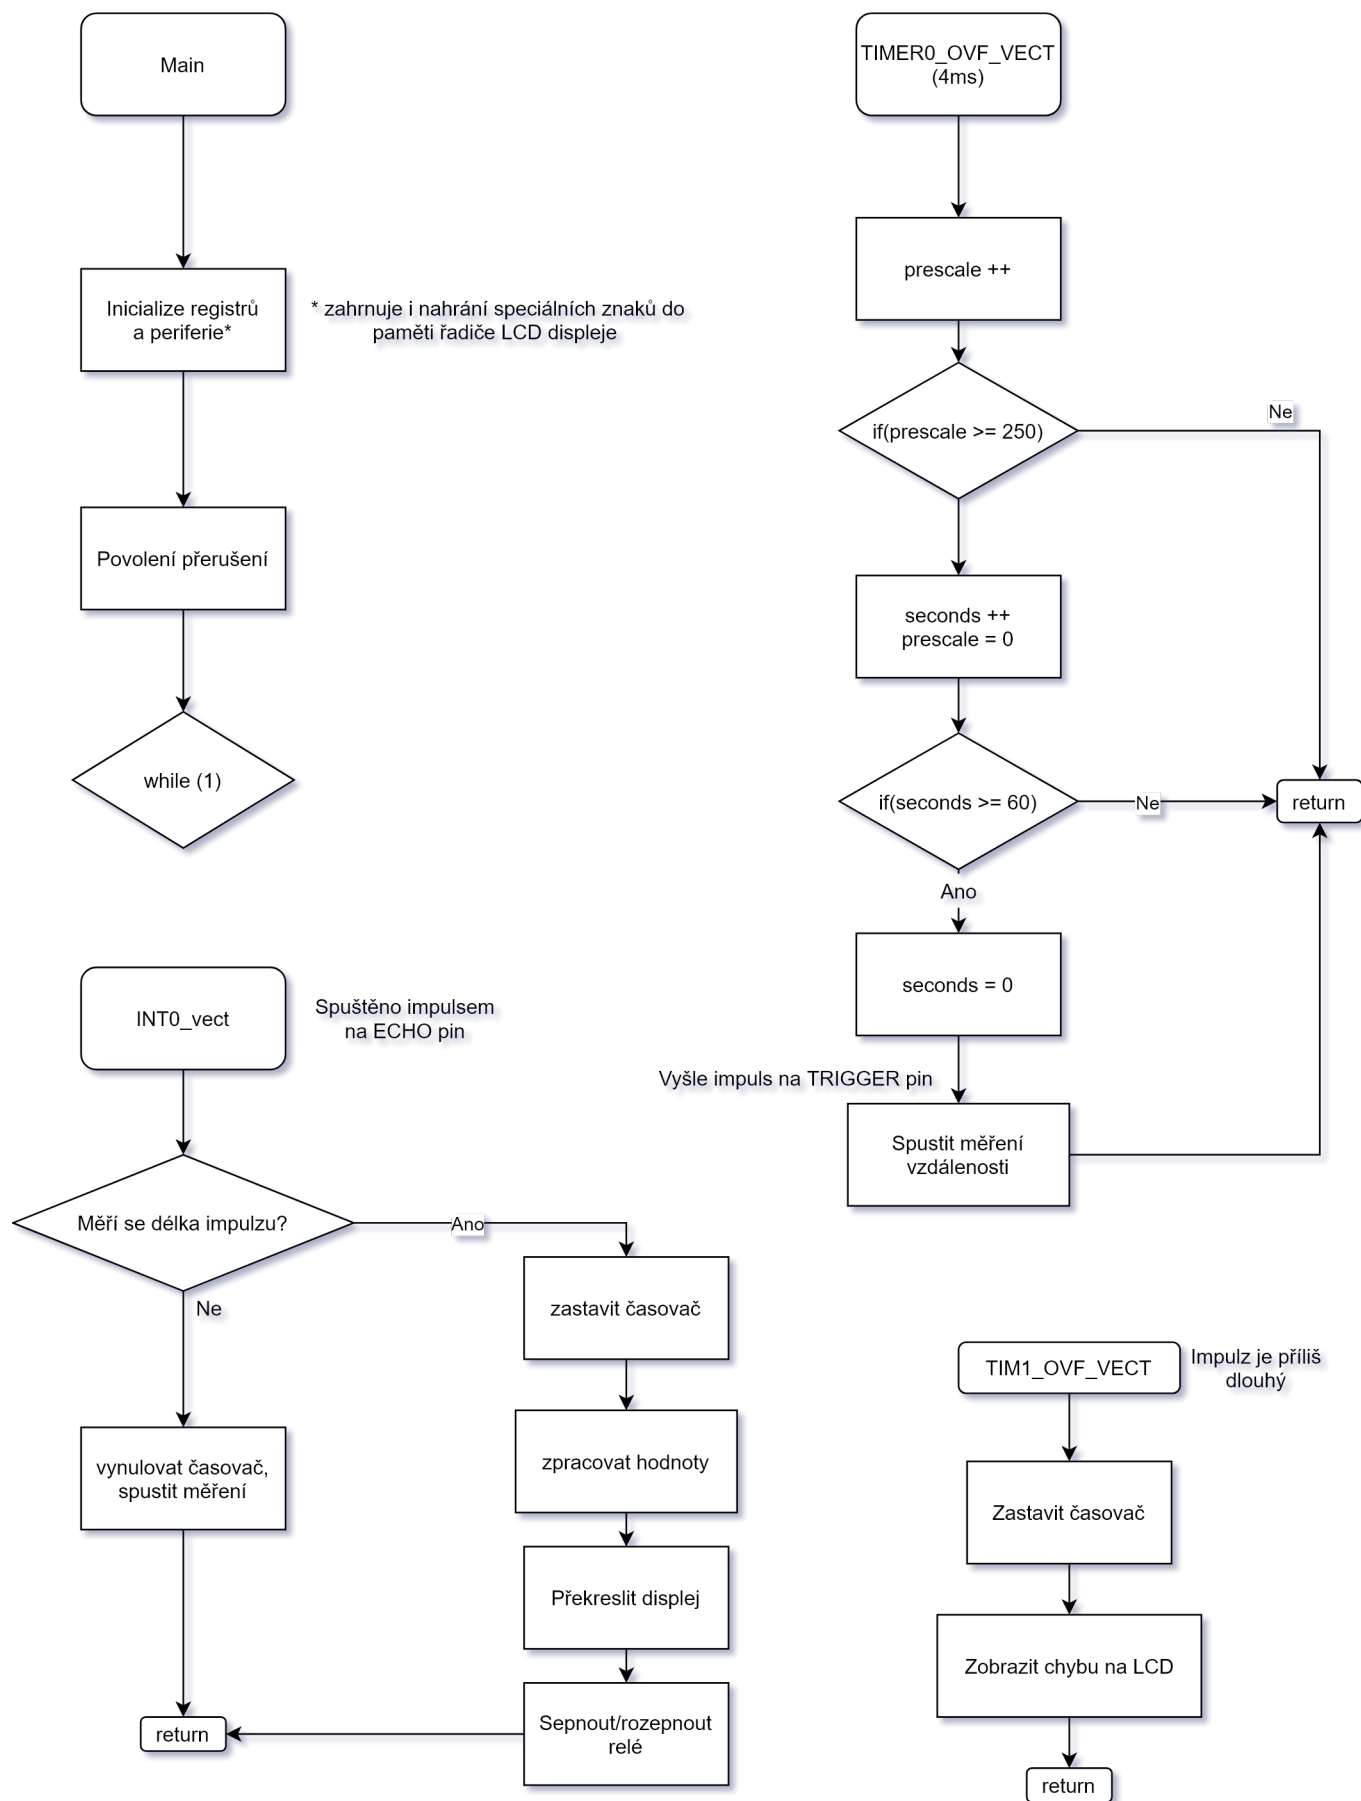 Main
Inicialize registrů
a periferie*
* zahrnuje i nahrání speciálních znaků do
paměti řadiče LCD displeje
Povolení přerušení
while (1)
TIMER0_OVF_VECT
(4ms)
prescale ++
if(prescale >= 250)
Ne
seconds ++
prescale = 0
if(seconds >= 60)
Ne
return
Ano
seconds = 0
Vyšle impuls na TRIGGER pin
Spustit měření
vzdálenosti
INT0_vect
Spuštěno impulsem
na ECHO pin
Měří se délka impulzu?
Ano
Ne
zastavit časovač
vynulovat časovač,
spustit měření
zpracovat hodnoty
Překreslit displej
Sepnout/rozepnout
relé
return
TIM1_OVF_VECT
Impulz je příliš
dlouhý
Zastavit časovač
Zobrazit chybu na LCD
return